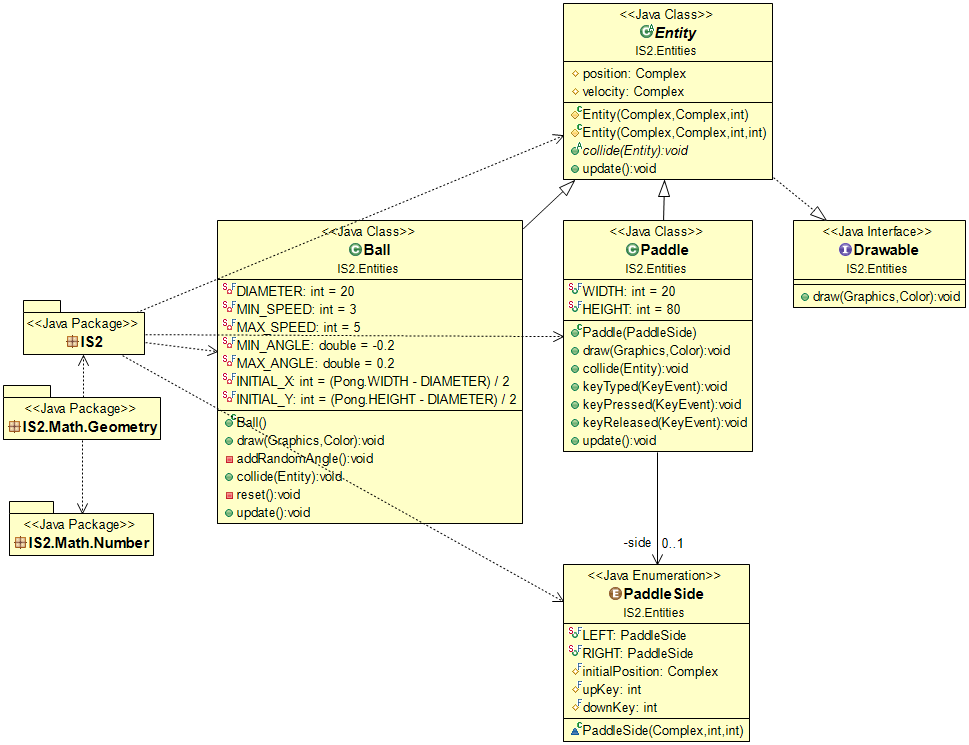 <<Java Class>>
Entity
IS2.Entities
position: Complex
velocity: Complex
Entity(Complex,Complex,int)
Entity(Complex,Complex,int,int)
collide(Entity):void
update():void
<<Java Class>>
Ball
IS2.Entities
DIAMETER: int = 20
MIN_SPEED: int = 3
MAX_SPEED: int = 5
MIN_ANGLE: double = -0.2
MAX_ANGLE: double = 0.2
INITIAL_X: int = (Pong.WIDTH - DIAMETER) / 2
INITIAL_Y: int = (Pong.HEIGHT - DIAMETER) / 2
Ball()
draw(Graphics,Color):void
addRandomAngle():void
collide(Entity):void
reset():void
update():void
<<Java Class>>
Paddle
IS2.Entities
WIDTH: int = 20
HEIGHT: int = 80
Paddle(PaddleSide)
draw(Graphics,Color):void
collide(Entity):void
keyTyped(KeyEvent):void
keyPressed(KeyEvent):void
keyReleased(KeyEvent):void
update():void
<<Java Interface>>
Drawable
IS2.Entities
draw(Graphics,Color):void
<<Java Package>>
IS2
<<Java Package>>
IS2.Math.Geometry
<<Java Package>>
IS2.Math.Number
-side 0..1
<<Java Enumeration>>
PaddleSide
IS2.Entities
LEFT: PaddleSide
RIGHT: PaddleSide
initialPosition: Complex
upKey: int
downKey: int
PaddleSide(Complex,int,int)